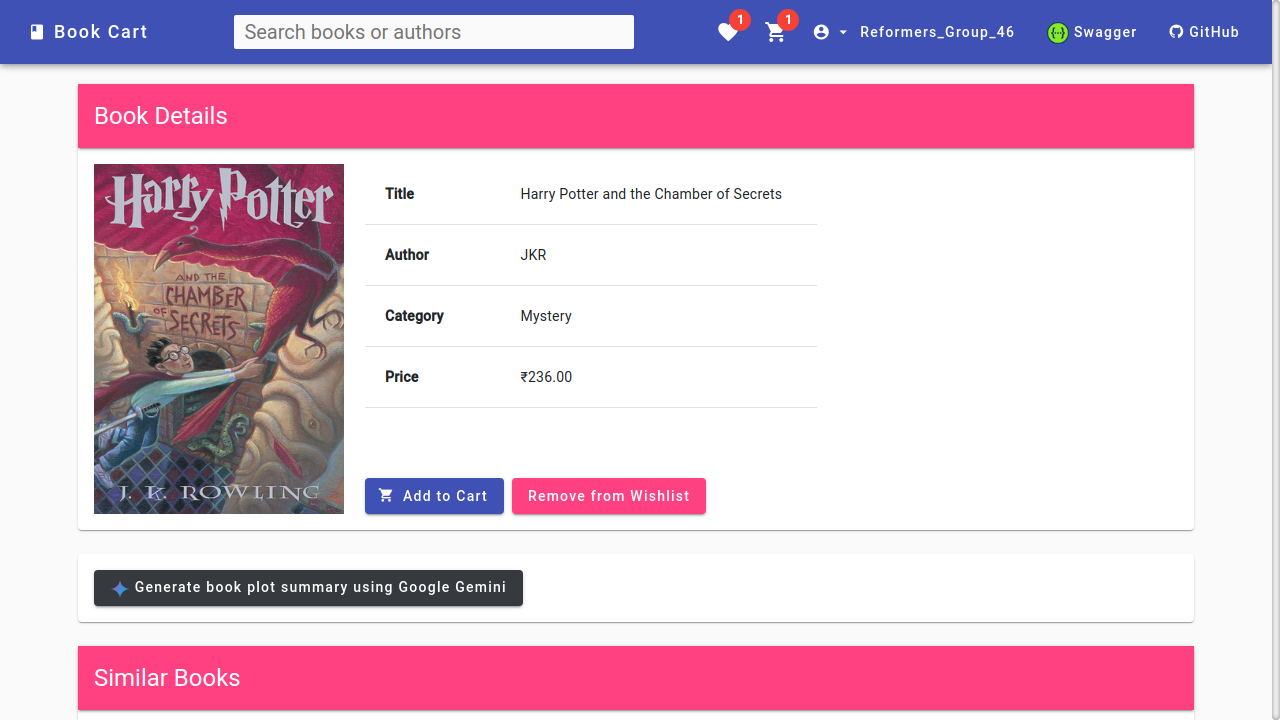 Book Cart
Search books or authors
1
1
Reformers_Group_46
Swagger
GitHub
Book Details
Harry Potter
AND THE
CHAMBER
OF
SECRETS
J. K. ROWLING
Title Harry Potter and the Chamber of Secrets
Author JKR
Category Mystery
Price ₹236.00
Add to Cart
Remove from Wishlist
Generate book plot summary using Google Gemini
Similar Books